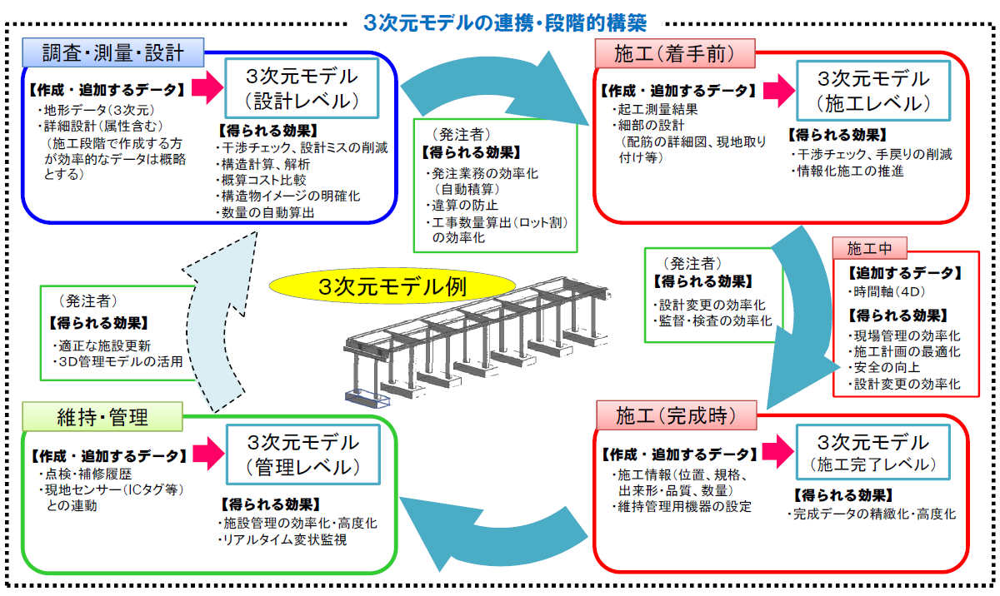 3次元モデルの連携・段階的構築
調査・測量・設計
【作成・追加するデータ】
・地形データ(3次元)
・詳細設計(属性含む)
(施工段階で作成する方
が効率的なデータは概略
とする)
3次元モデル
(設計レベル)
【得られる効果】
・干渉チェック、設計ミスの削減
・構造計算、解析
・概算コスト比較
・構造物イメージの明確化
・数量の自動算出
(発注者)
【得られる効果】
・発注業務の効率化
(自動積算)
・違算の防止
・工事数量算出(ロット割)
の効率化
施工(着手前)
【作成・追加するデータ】
・起工測量結果
・細部の設計
(配筋の詳細図、現地取り
付け等)
3次元モデル
(施工レベル)
【得られる効果】
・干渉チェック、手戻りの削減
・情報化施工の推進
(発注者)
【得られる効果】
・設計変更の効率化
・監督・検査の効率化
施工中
【追加するデータ】
・時間軸(4D)
【得られる効果】
・現場管理の効率化
・施工計画の最適化
・安全の向上
・設計変更の効率化
3次元モデル例
(発注者)
【得られる効果】
・適正な施設更新
・3D管理モデルの活用
維持・管理
【作成・追加するデータ】
・点検・補修履歴
・現地センサー(ICタグ等)
との連動
3次元モデル
(管理レベル)
【得られる効果】
・施設管理の効率化・高度化
・リアルタイム変状監視
施工(完成時)
【作成・追加するデータ】
・施工情報(位置、規格、
出来形・品質、数量)
・維持管理用機器の設定
3次元モデル
(施工完了レベル)
【得られる効果】
・完成データの精緻化・高度化